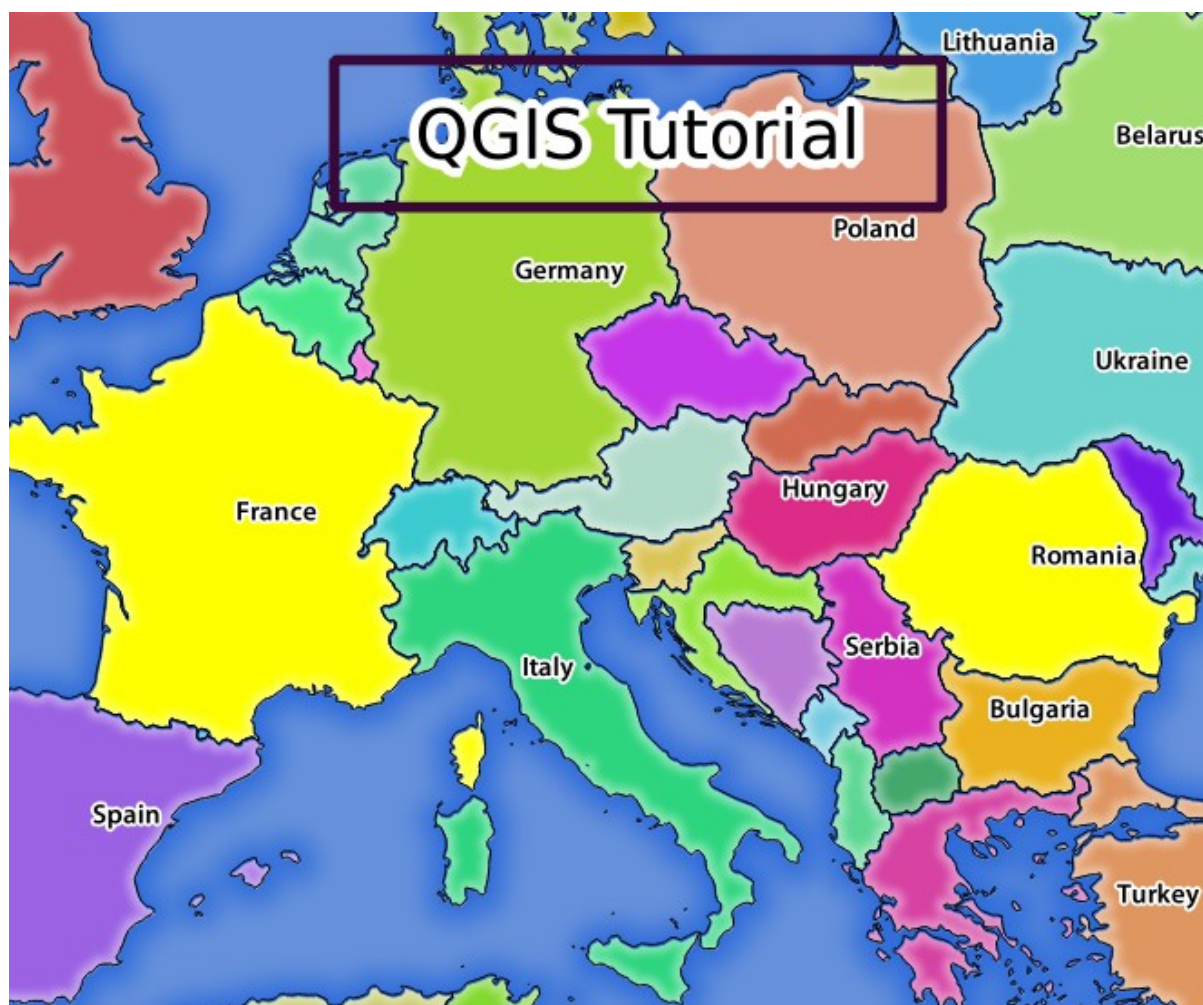 Lithuania
QGIS Tutorial
Belarus
Poland
Germany
Ukraine
Hungary
France
Romania
Italy
Serbia
Bulgaria
Spain
Turkey